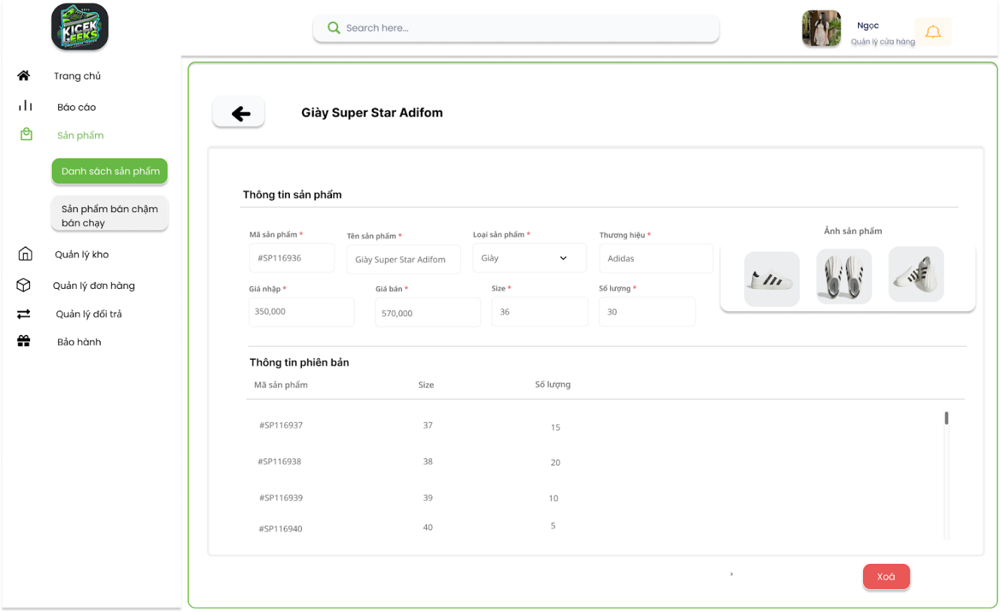 KICEK
GEEKS
Search here...
Ngọc
Quản lý cửa hàng
Trang chủ
Báo cáo
Sản phẩm
Danh sách sản phẩm
Sản phẩm bán chậm
bán chạy
Quản lý kho
Quản lý đơn hàng
Quản lý đổi trả
Bảo hành
Giày Super Star Adifom
Thông tin sản phẩm
Mã sản phẩm *
Tên sản phẩm *
Loại sản phẩm *
Thương hiệu *
Ảnh sản phẩm
#SP116936
Giày Super Star Adifom
Giày
Adidas
Giá nhập *
Giá bán *
Size *
Số lượng *
350,000
570,000
36
30
Thông tin phiên bản
Mã sản phẩm Size Số lượng
#SP116937 37 15
#SP116938 38 20
#SP116939 39 10
#SP116940 40 5
Xoá